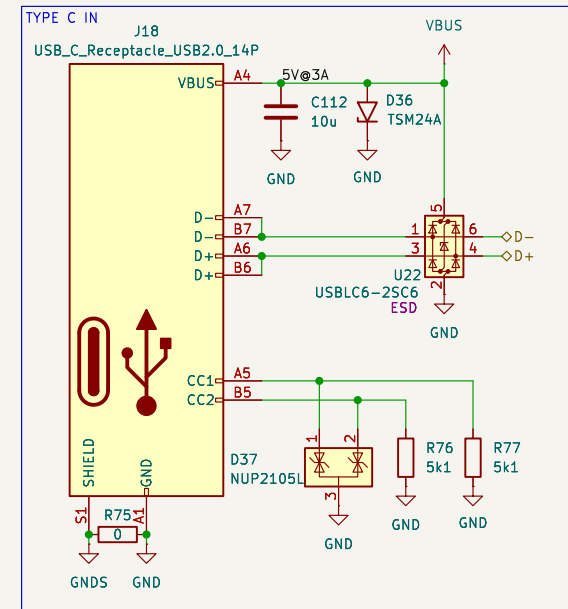 TYPE C IN
J18
USB_C_Receptacle_USB2.0_14P
VBUS
VBUS A4
5V@3A
C112
10u
D36
TSM24A
GND
GND
5
D- A7
D- B7
D+ A6
D+ B6
1
3
6
4
D-
D+
2
U22
USBLC6-2SC6
ESD
GND
CC1 A5
CC2 B5
1
2
3
D37
NUP2105L
R76
5k1
R77
5k1
GND
GND
GND
SHIELD
GND
S1
R75
0
A1
GNDS
GND